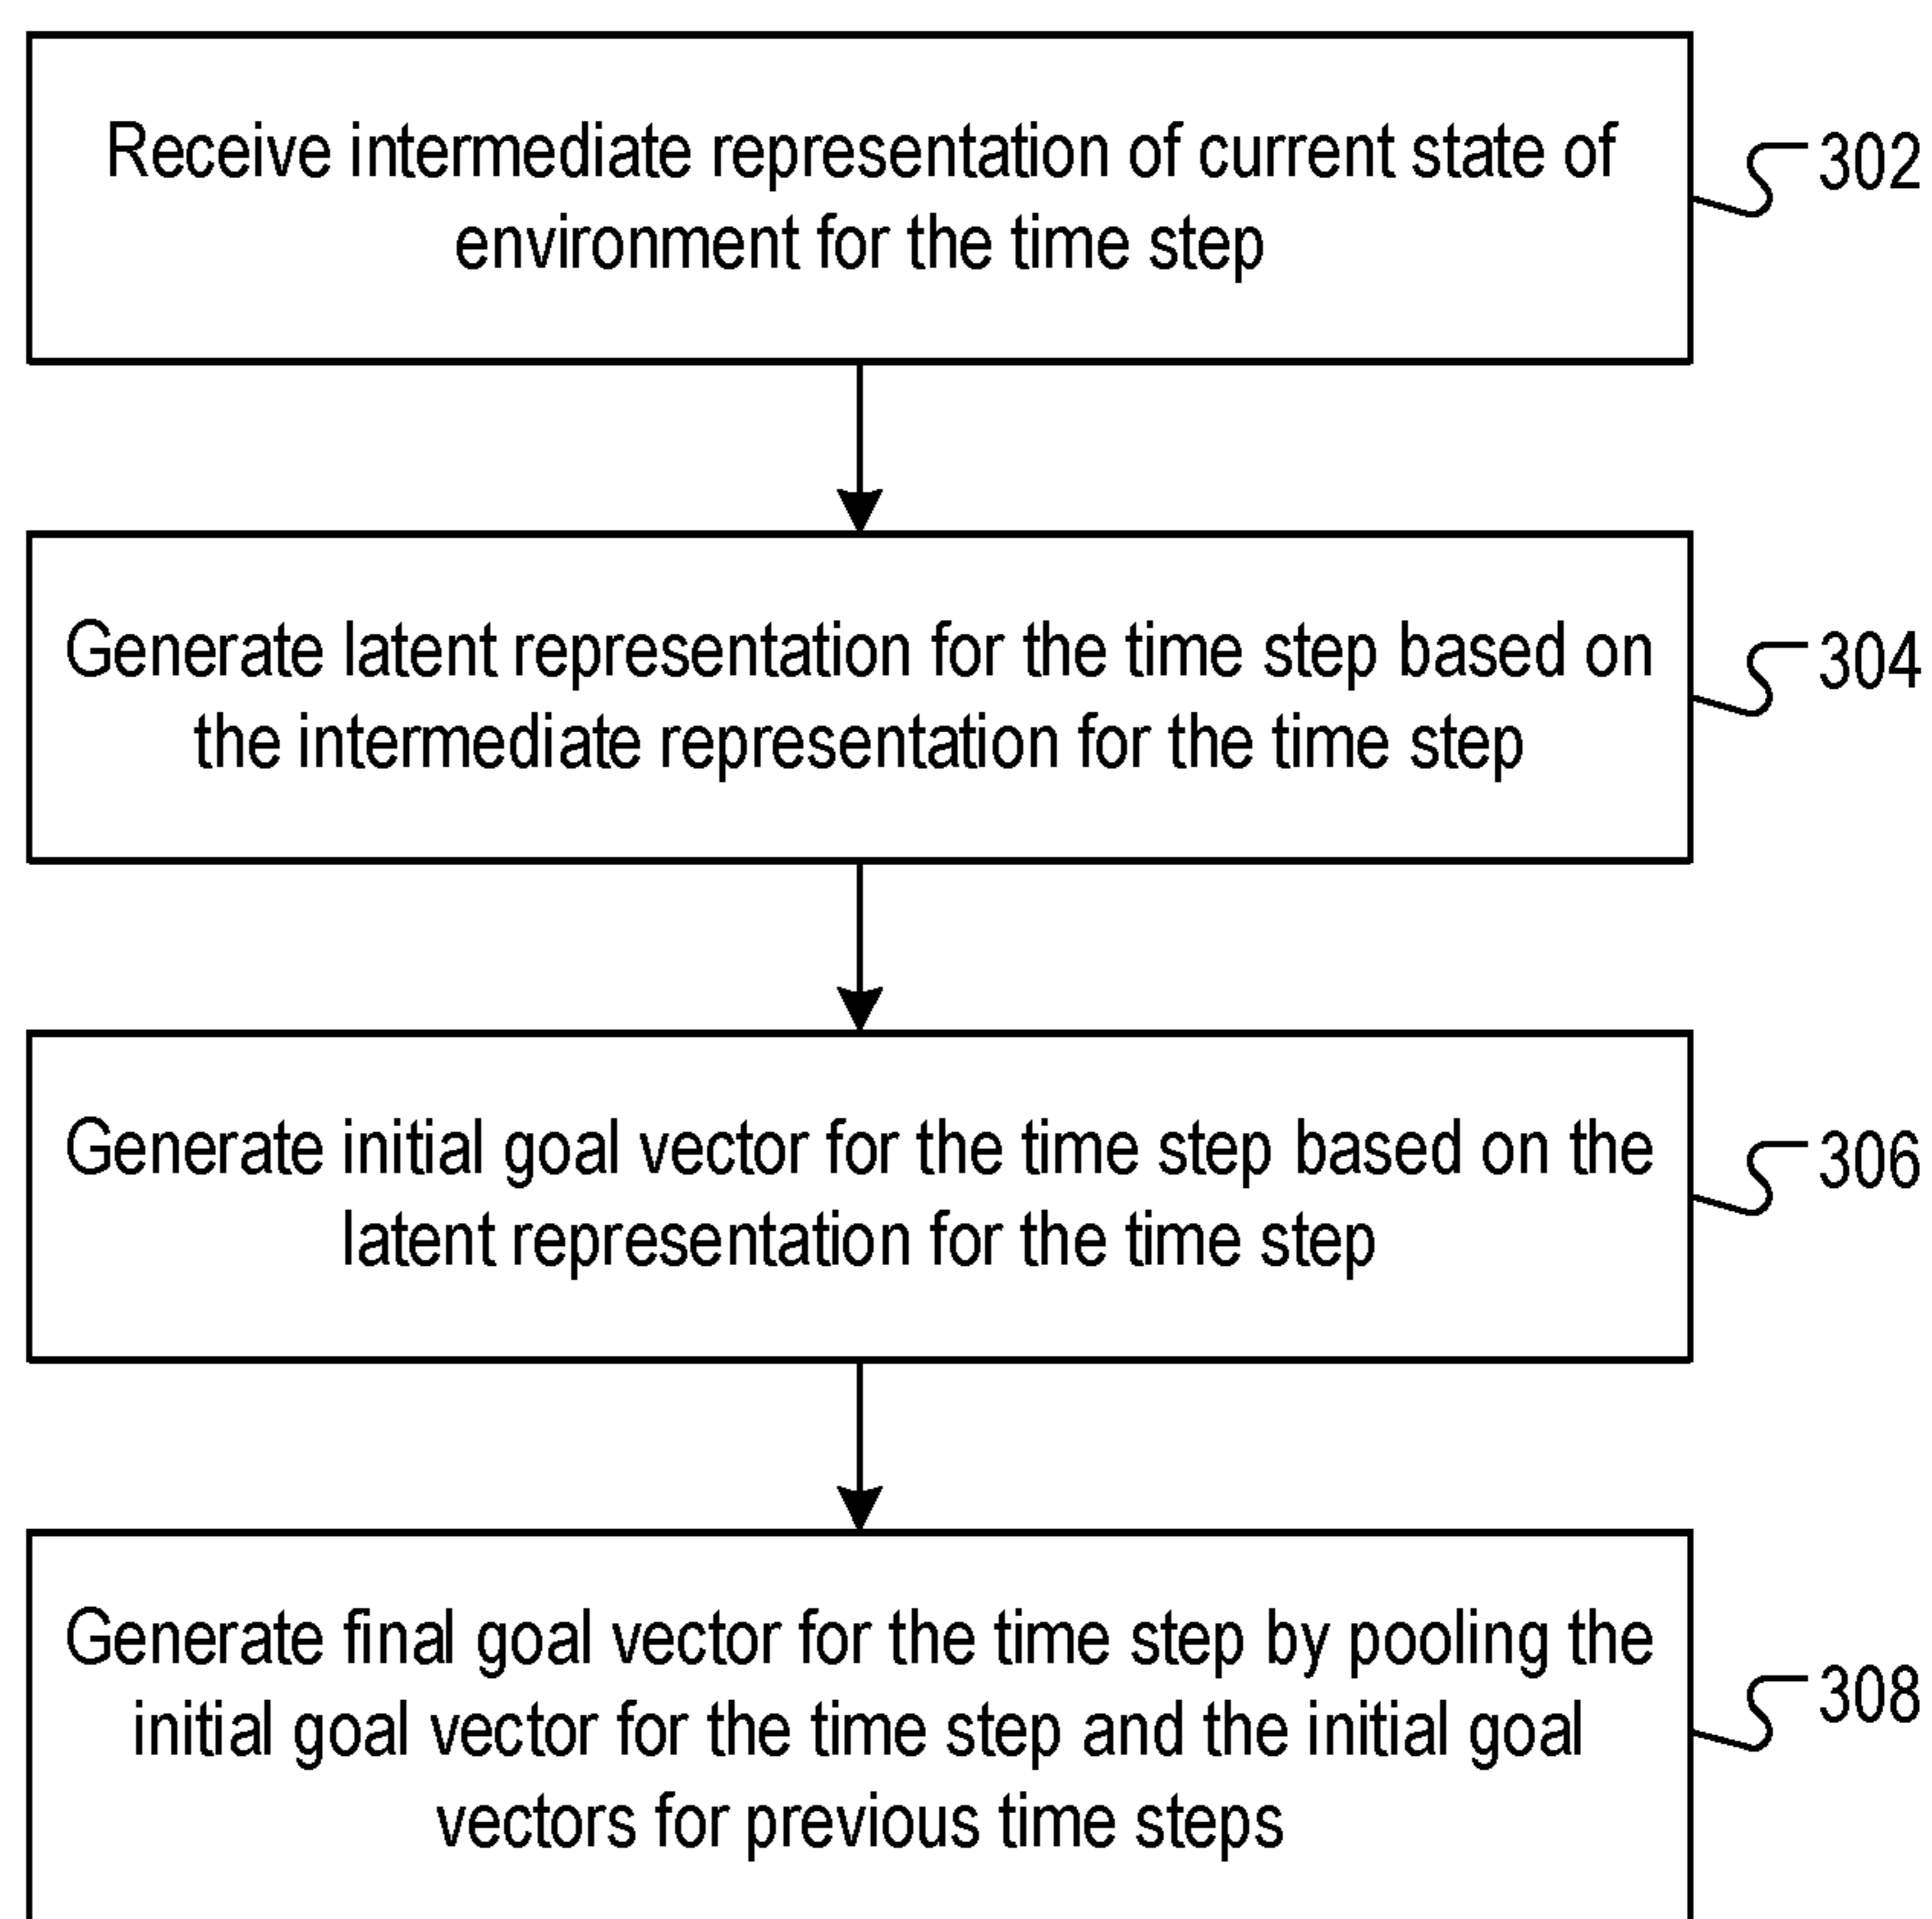 Receive intermediate representation of current state of
environment for the time step
302
Generate latent representation for the time step based on
the intermediate representation for the time step
304
Generate initial goal vector for the time step based on the
latent representation for the time step
306
Generate final goal vector for the time step by pooling the
initial goal vector for the time step and the initial goal
vectors for previous time steps
308